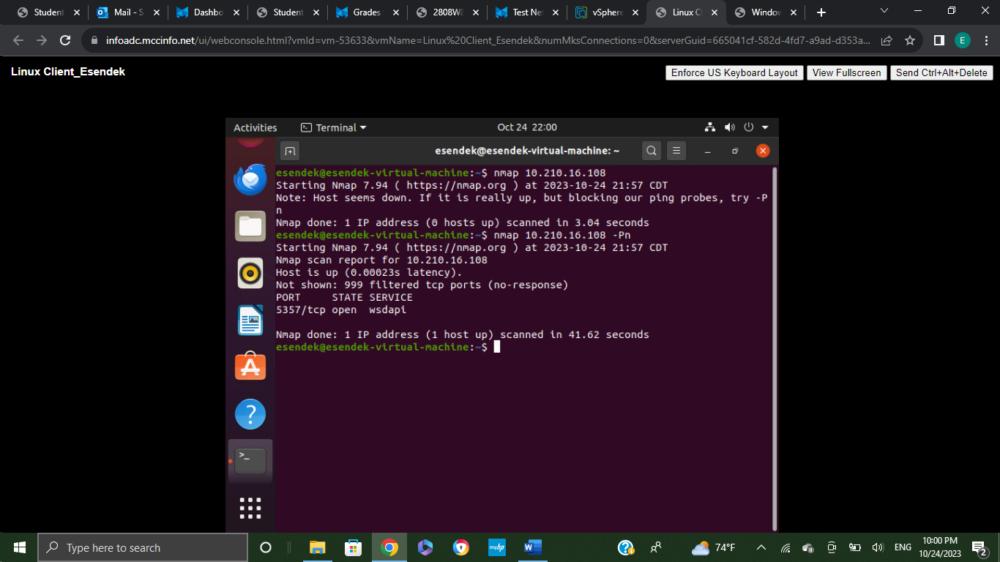 Student
Mail - S
Dashbo
Student
Grades
2808W8
Test Ne
vSphere
Linux Cl
Window
infoadc.mccinfo.net/ui/webconsole.html?vmId=vm-53633&vmName=Linux%20Client_Esendek&numMksConnections=0&serverGuid=665041cf-582d-4fd7-a9ad-d353a...
E
Linux Client_Esendek
Enforce US Keyboard Layout
View Fullscreen
Send Ctrl+Alt+Delete
Activities
Terminal
Oct 24 22:00
esendek@esendek-virtual-machine: ~
esendek@esendek-virtual-machine:~$ nmap 10.210.16.108
Starting Nmap 7.94 ( https://nmap.org ) at 2023-10-24 21:57 CDT
Note: Host seems down. If it is really up, but blocking our ping probes, try -P
n
Nmap done: 1 IP address (0 hosts up) scanned in 3.04 seconds
esendek@esendek-virtual-machine:~$ nmap 10.210.16.108 -Pn
Starting Nmap 7.94 ( https://nmap.org ) at 2023-10-24 21:57 CDT
Nmap scan report for 10.210.16.108
Host is up (0.00023s latency).
Not shown: 999 filtered tcp ports (no-response)
PORT     STATE SERVICE
5357/tcp open  wsdapi
Nmap done: 1 IP address (1 host up) scanned in 41.62 seconds
esendek@esendek-virtual-machine:~$
Type here to search
myhp
74°F
ENG
10:00 PM
10/24/2023
2